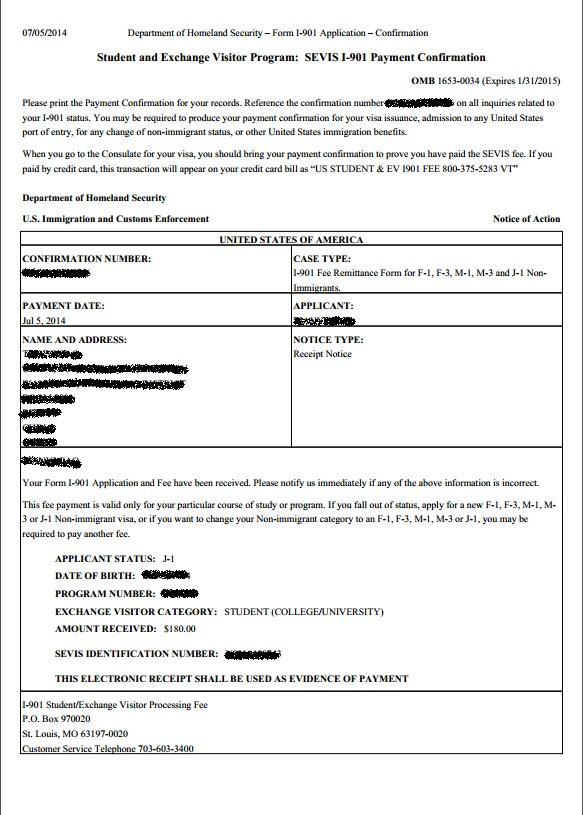 07/05/2014 Department of Homeland Security – Form I-901 Application – Confirmation
Student and Exchange Visitor Program: SEVIS I-901 Payment Confirmation
OMB 1653-0034 (Expires 1/31/2015)
Please print the Payment Confirmation for your records. Reference the confirmation number on all inquiries related to
your I-901 status. You may be required to produce your payment confirmation for your visa issuance, admission to any United States
port of entry, for any change of non-immigrant status, or other United States immigration benefits.
When you go to the Consulate for your visa, you should bring your payment confirmation to prove you have paid the SEVIS fee. If you
paid by credit card, this transaction will appear on your credit card bill as “US STUDENT & EV I901 FEE 800-375-5283 VT”
Department of Homeland Security
U.S. Immigration and Customs Enforcement Notice of Action
UNITED STATES OF AMERICA
CONFIRMATION NUMBER:
CASE TYPE:
I-901 Fee Remittance Form for F-1, F-3, M-1, M-3 and J-1 Non-
Immigrants.
PAYMENT DATE:
Jul 5, 2014
APPLICANT:
NAME AND ADDRESS:
NOTICE TYPE:
Receipt Notice
Your Form I-901 Application and Fee have been received. Please notify us immediately if any of the above information is incorrect.
This fee payment is valid only for your particular course of study or program. If you fall out of status, apply for a new F-1, F-3, M-1, M-
3 or J-1 Non-immigrant visa, or if you want to change your Non-immigrant category to an F-1, F-3, M-1, M-3 or J-1, you may be
required to pay another fee.
APPLICANT STATUS: J-1
DATE OF BIRTH:
PROGRAM NUMBER:
EXCHANGE VISITOR CATEGORY: STUDENT (COLLEGE/UNIVERSITY)
AMOUNT RECEIVED: $180.00
SEVIS IDENTIFICATION NUMBER:
THIS ELECTRONIC RECEIPT SHALL BE USED AS EVIDENCE OF PAYMENT
I-901 Student/Exchange Visitor Processing Fee
P.O. Box 970020
St. Louis, MO 63197-0020
Customer Service Telephone 703-603-3400